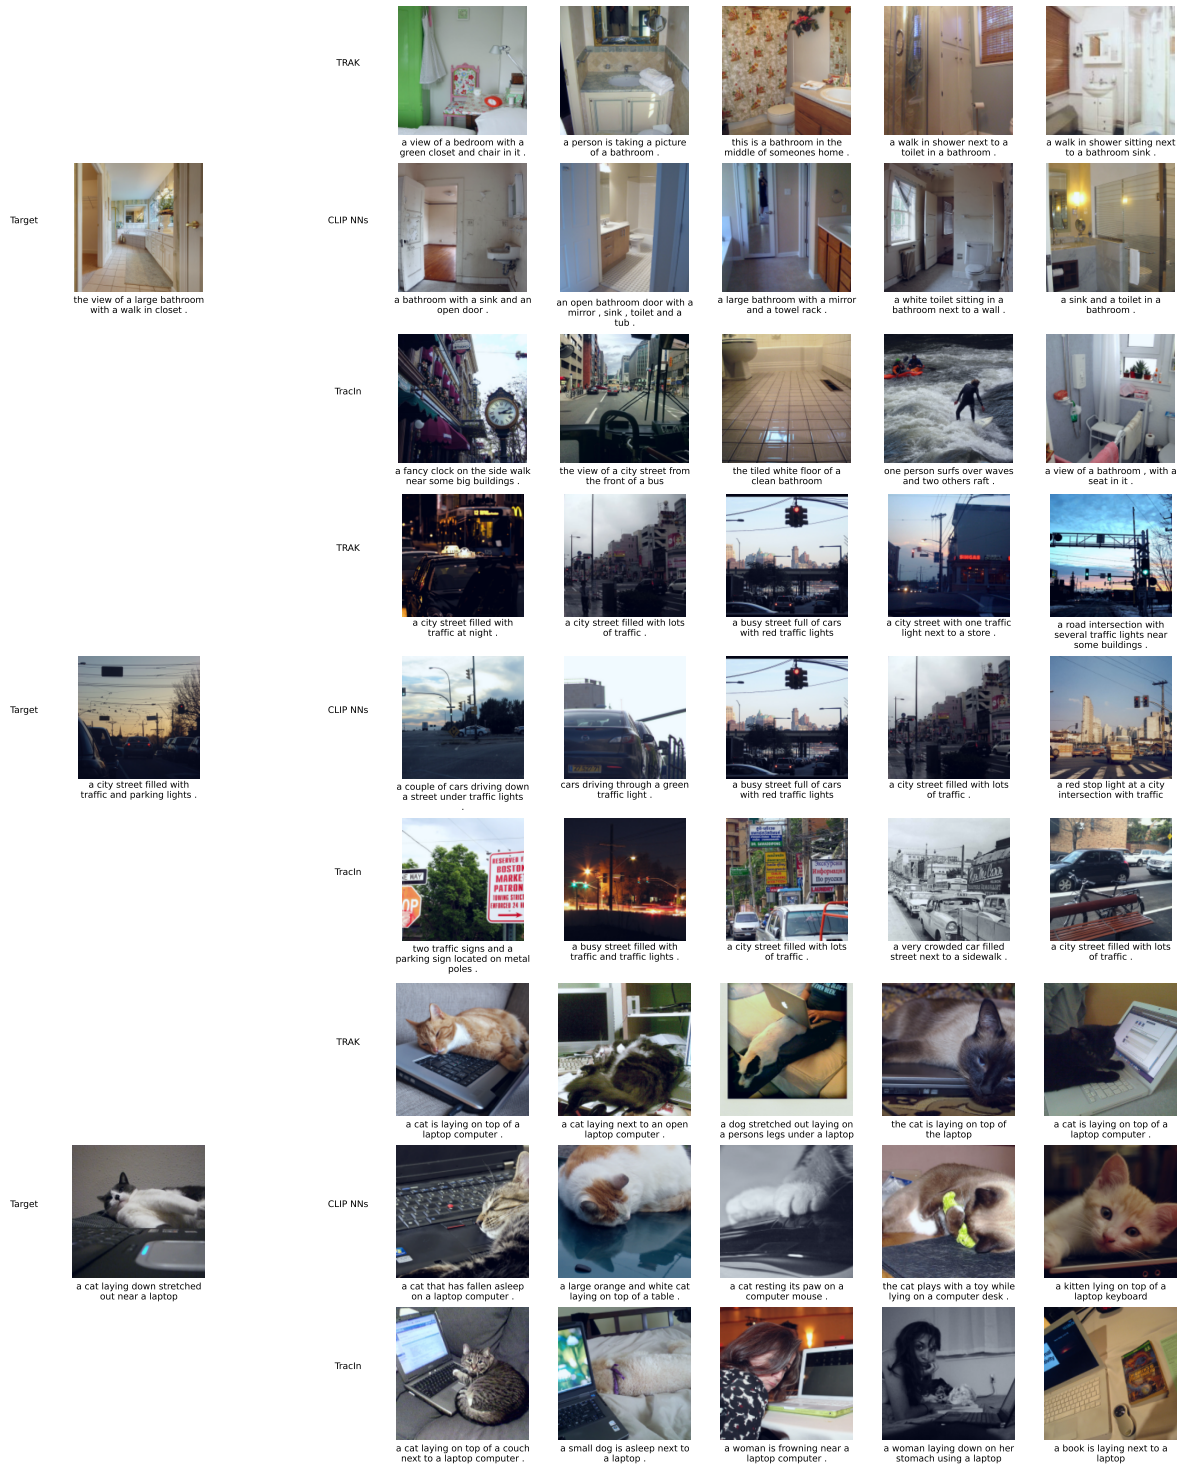 TRAK
a view of a bedroom with a
green closet and chair in it .
a person is taking a picture
of a bathroom .
this is a bathroom in the
middle of someones home .
a walk in shower next to a
toilet in a bathroom .
a walk in shower sitting next
to a bathroom sink .
Target
the view of a large bathroom
with a walk in closet .
CLIP NNs
a bathroom with a sink and an
open door .
an open bathroom door with a
mirror , sink , toilet and a
tub .
a large bathroom with a mirror
and a towel rack .
a white toilet sitting in a
bathroom next to a wall .
a sink and a toilet in a
bathroom .
TracIn
a fancy clock on the side walk
near some big buildings .
the view of a city street from
the front of a bus
the tiled white floor of a
clean bathroom
one person surfs over waves
and two others raft .
a view of a bathroom , with a
seat in it .
TRAK
a city street filled with
traffic at night .
a city street filled with lots
of traffic .
a busy street full of cars
with red traffic lights
a city street with one traffic
light next to a store .
a road intersection with
several traffic lights near
some buildings .
Target
a city street filled with
traffic and parking lights .
CLIP NNs
a couple of cars driving down
a street under traffic lights
.
cars driving through a green
traffic light .
a busy street full of cars
with red traffic lights
a city street filled with lots
of traffic .
a red stop light at a city
intersection with traffic
TracIn
WAY
OP
RESERVED F
BOSTON
MARKET
PATRON
TOWING STRICT
ENFORCED 24 H
two traffic signs and a
parking sign located on metal
poles .
a busy street filled with
traffic and traffic lights .
Экскурсия
Информация
По русски
LAUNDRY
a city street filled with lots
of traffic .
a very crowded car filled
street next to a sidewalk .
a city street filled with lots
of traffic .
TRAK
a cat is laying on top of a
laptop computer .
a cat laying next to an open
laptop computer .
a dog stretched out laying on
a persons legs under a laptop
the cat is laying on top of
the laptop
a cat is laying on top of a
laptop computer .
Target
a cat laying down stretched
out near a laptop
CLIP NNs
a cat that has fallen asleep
on a laptop computer .
a large orange and white cat
laying on top of a table .
a cat resting its paw on a
computer mouse .
the cat plays with a toy while
lying on a computer desk .
a kitten lying on top of a
laptop keyboard
TracIn
a cat laying on top of a couch
next to a laptop computer .
a small dog is asleep next to
a laptop .
a woman is frowning near a
laptop computer .
a woman laying down on her
stomach using a laptop
a book is laying next to a
laptop